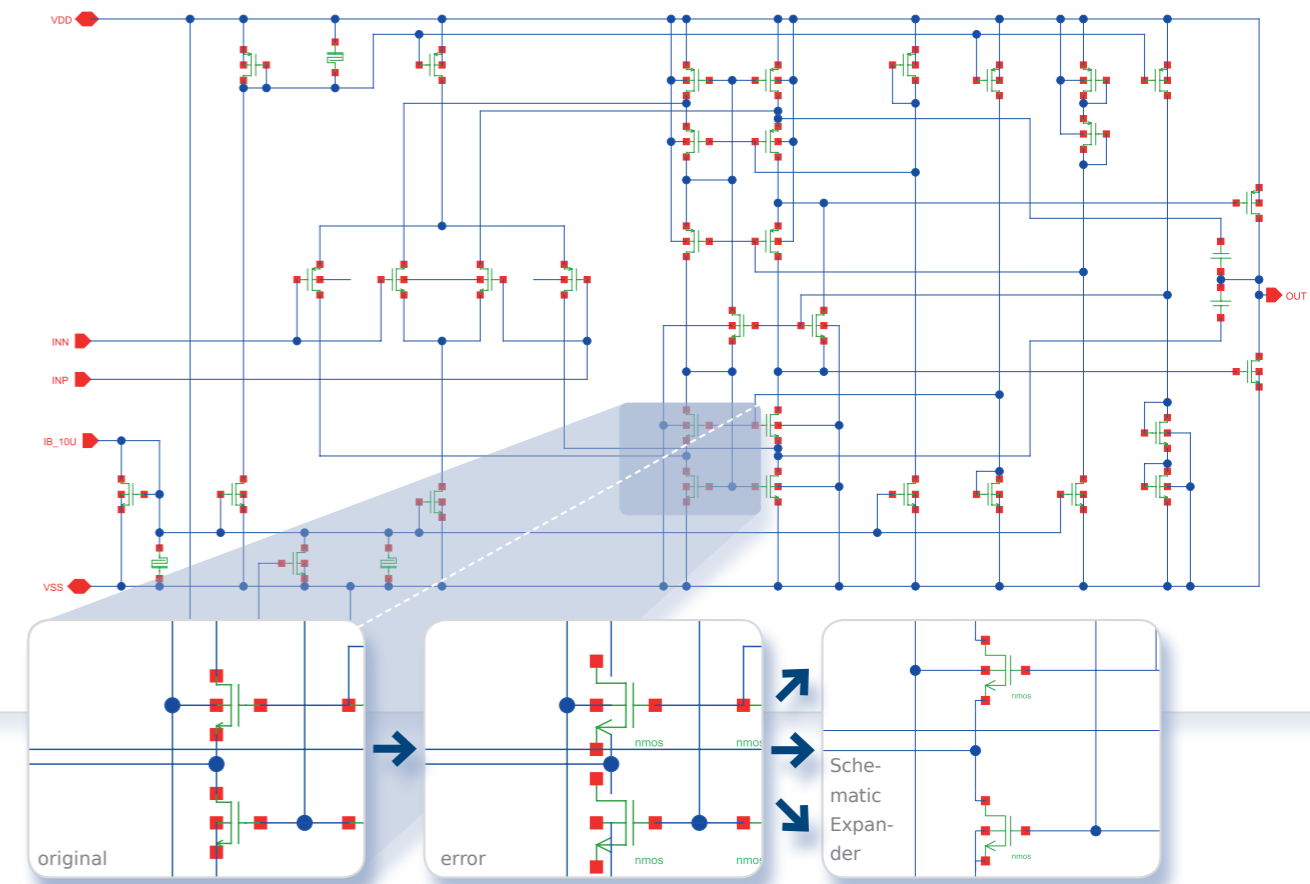 VDD
OUT
INN
INP
IB_10U
VSS
original
nmos
nmos
nmos
nmos
error
nmos
nmos
Sche-
matic
Expan-
der